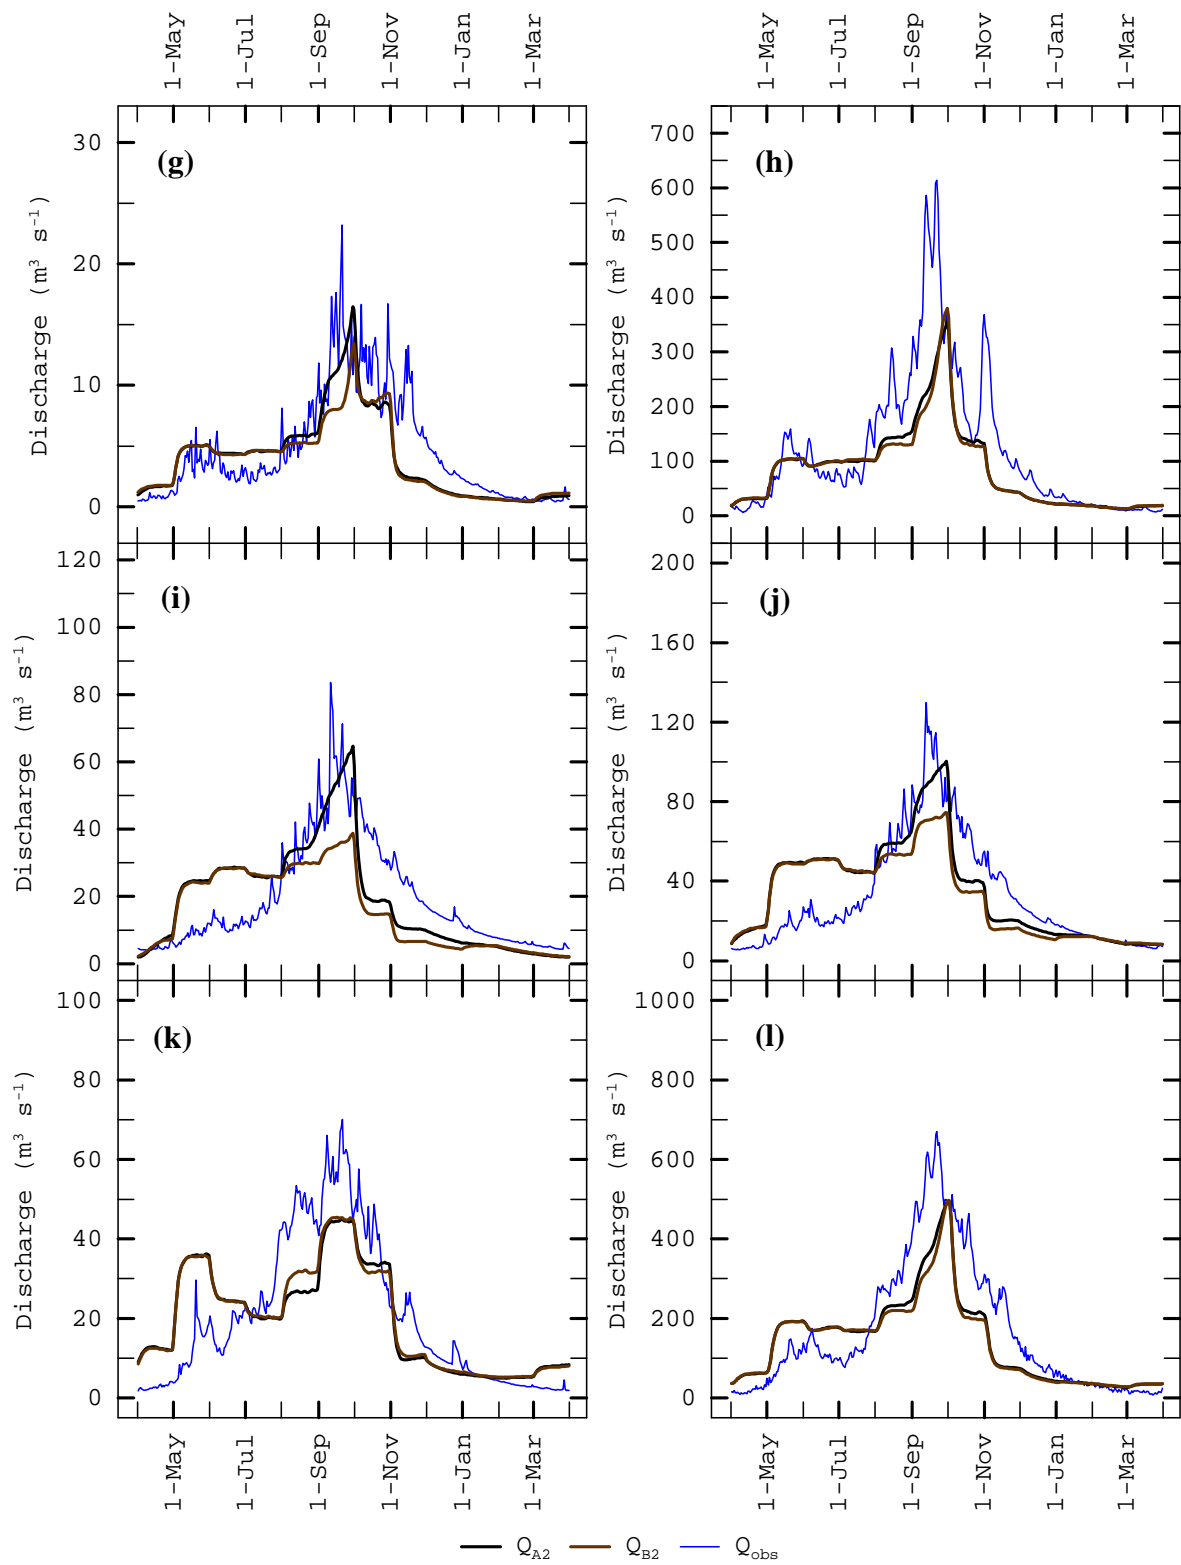 1-May 1-Jul 1-Sep 1-Nov 1-Jan 1-Mar
1-May 1-Jul 1-Sep 1-Nov 1-Jan 1-Mar
(g)
Discharge (m³ s⁻¹)
30
20
10
0
(h)
Discharge (m³ s⁻¹)
700
600
500
400
300
200
100
0
(i)
Discharge (m³ s⁻¹)
120
100
80
60
40
20
0
(j)
Discharge (m³ s⁻¹)
200
160
120
80
40
0
(k)
Discharge (m³ s⁻¹)
100
80
60
40
20
0
(l)
Discharge (m³ s⁻¹)
1000
800
600
400
200
0
1-May 1-Jul 1-Sep 1-Nov 1-Jan 1-Mar
1-May 1-Jul 1-Sep 1-Nov 1-Jan 1-Mar
Q_A2 Q_B2 Q_obs